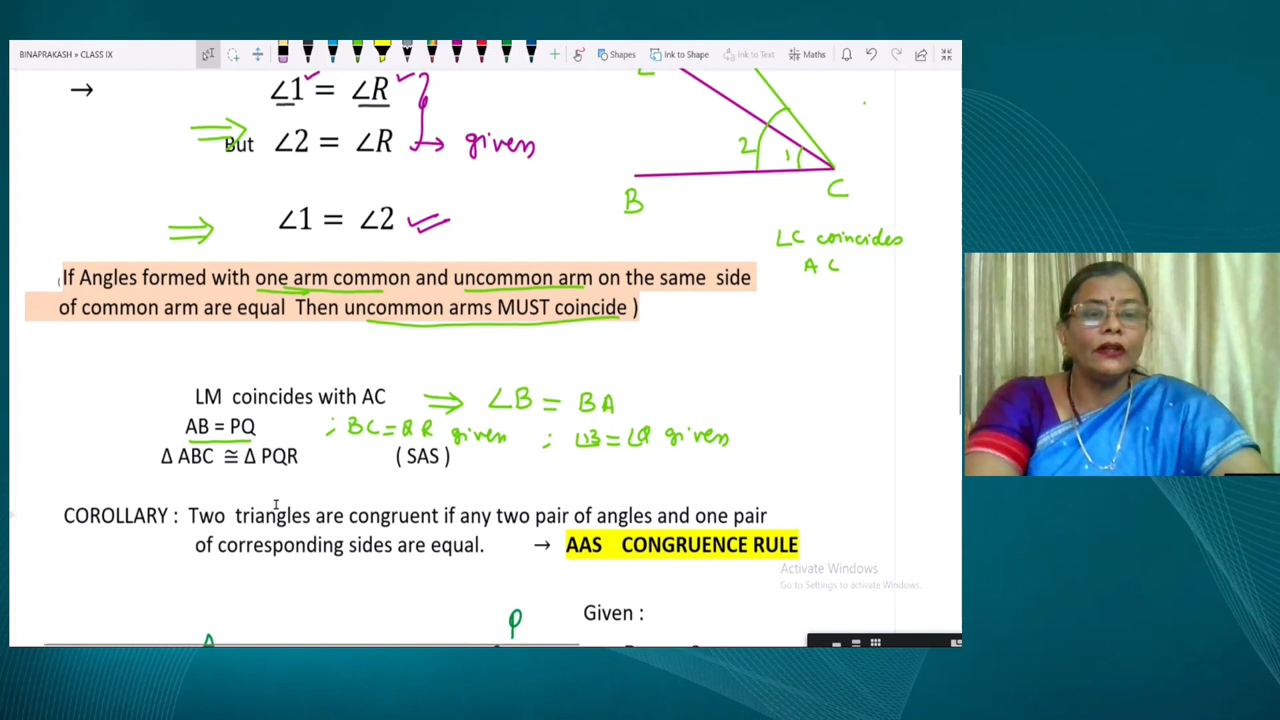 BINAPRAKASH » CLASS IX
Shapes Ink to Shape Ink to Text Maths
→ ∠1 = ∠R
But ∠2 = ∠R → given
⇒ ∠1 = ∠2
2 1
B C
LC coincides
AC
( If Angles formed with one arm common and uncommon arm on the same side
of common arm are equal Then uncommon arms MUST coincide )
LM coincides with AC ⇒ LB = BA
AB = PQ ; BC = QR given ; ∠B = ∠Q given
Δ ABC ≅ Δ PQR ( SAS )
COROLLARY : Two triangles are congruent if any two pair of angles and one pair
of corresponding sides are equal. → AAS CONGRUENCE RULE
Activate Windows
Go to Settings to activate Windows.
P Given :